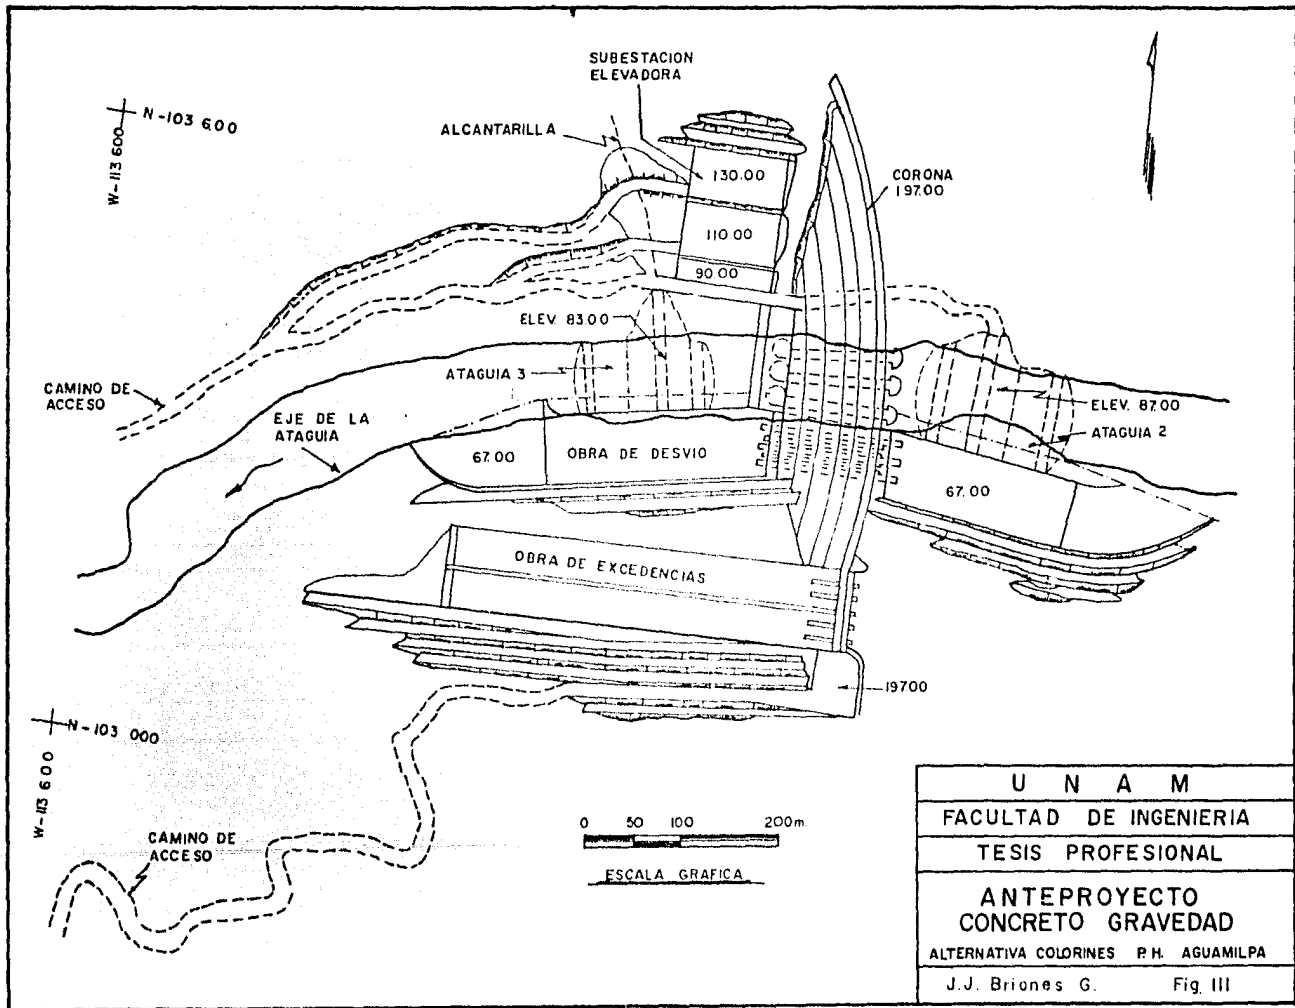 SUBESTACION
ELEVADORA
N-103 600
W-113 600
ALCANTARILLA
130.00
CORONA
197.00
110.00
90.00
ELEV. 83.00
ATAGUIA 3
CAMINO DE
ACCESO
EJE DE LA
ATAGUIA
ELEV. 87.00
ATAGUIA 2
67.00
OBRA DE DESVIO
67.00
OBRA DE EXCEDENCIAS
197.00
N-103 000
W-113 600
CAMINO DE
ACCESO
0 50 100 200m.
ESCALA GRAFICA
U N A M
FACULTAD DE INGENIERIA
TESIS PROFESIONAL
ANTEPROYECTO
CONCRETO GRAVEDAD
ALTERNATIVA COLORINES P.H. AGUAMILPA
J.J. Briones G. Fig. III